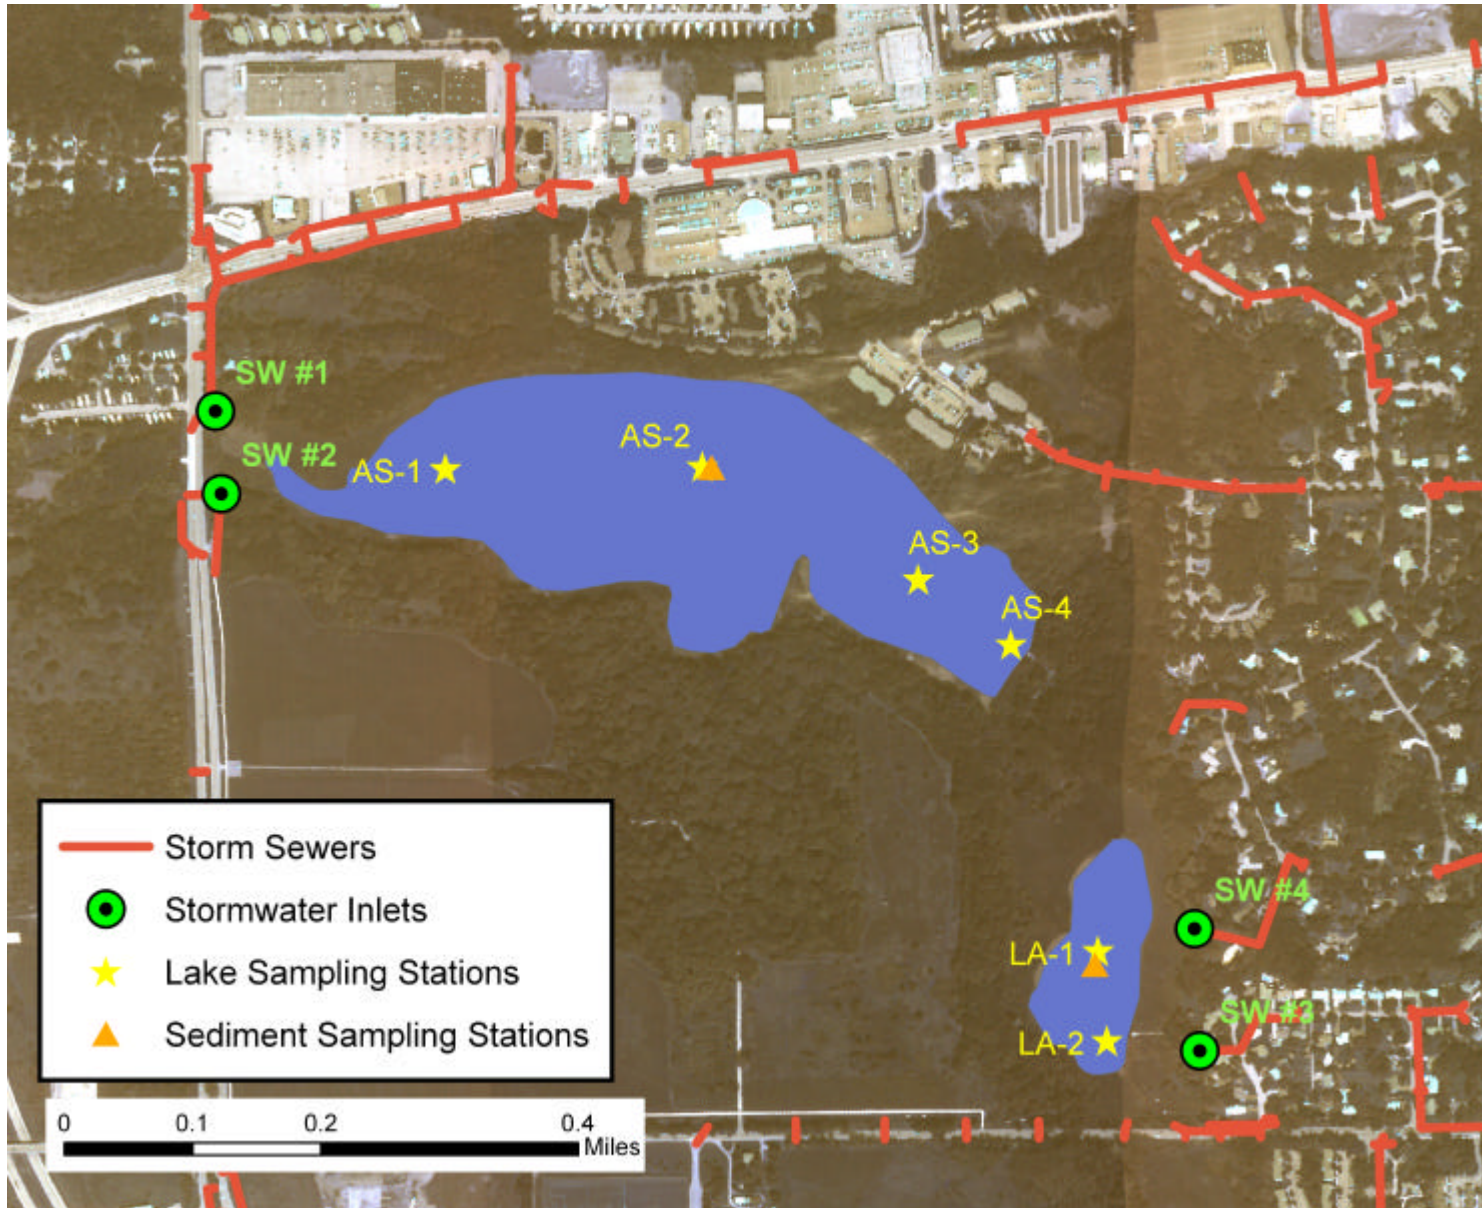 SW #1
SW #2
AS-1
AS-2
AS-3
AS-4
Storm Sewers
Stormwater Inlets
Lake Sampling Stations
Sediment Sampling Stations
SW #4
LA-1
SW #3
LA-2
0 0.1 0.2 0.4
Miles